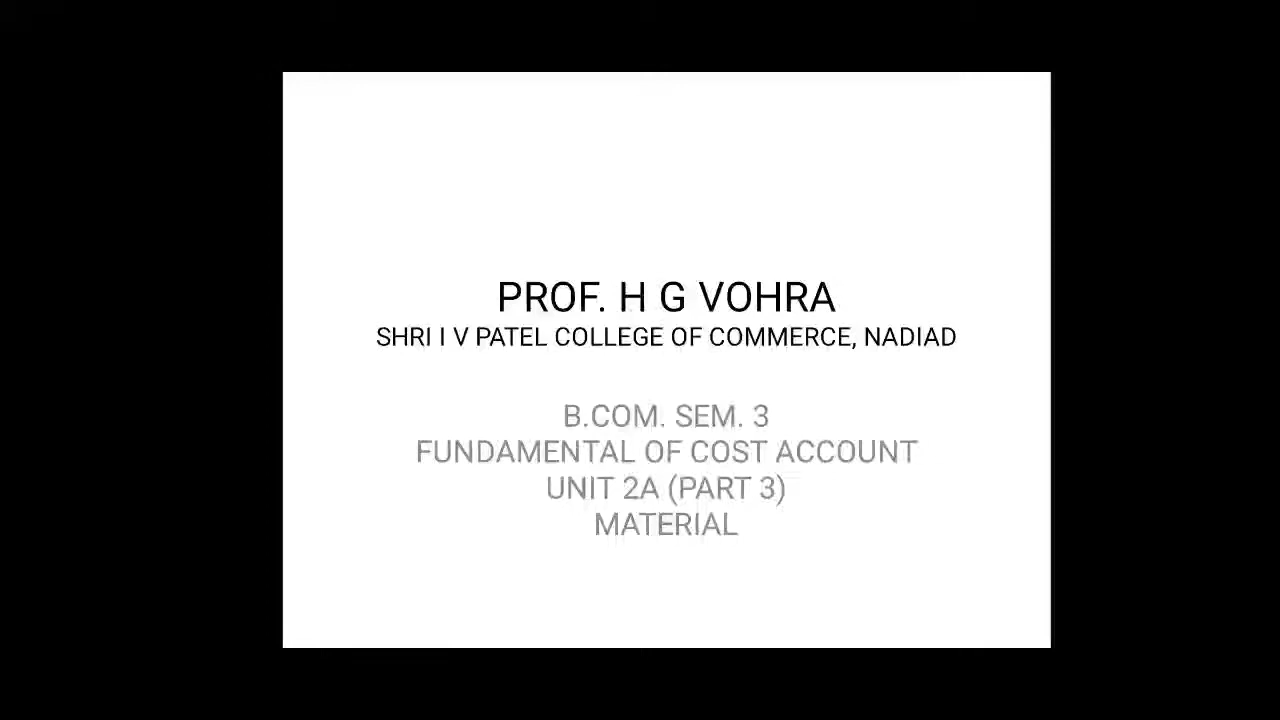 PROF. H G VOHRA
SHRI I V PATEL COLLEGE OF COMMERCE, NADIAD
B.COM. SEM. 3
FUNDAMENTAL OF COST ACCOUNT
UNIT 2A (PART 3)
MATERIAL